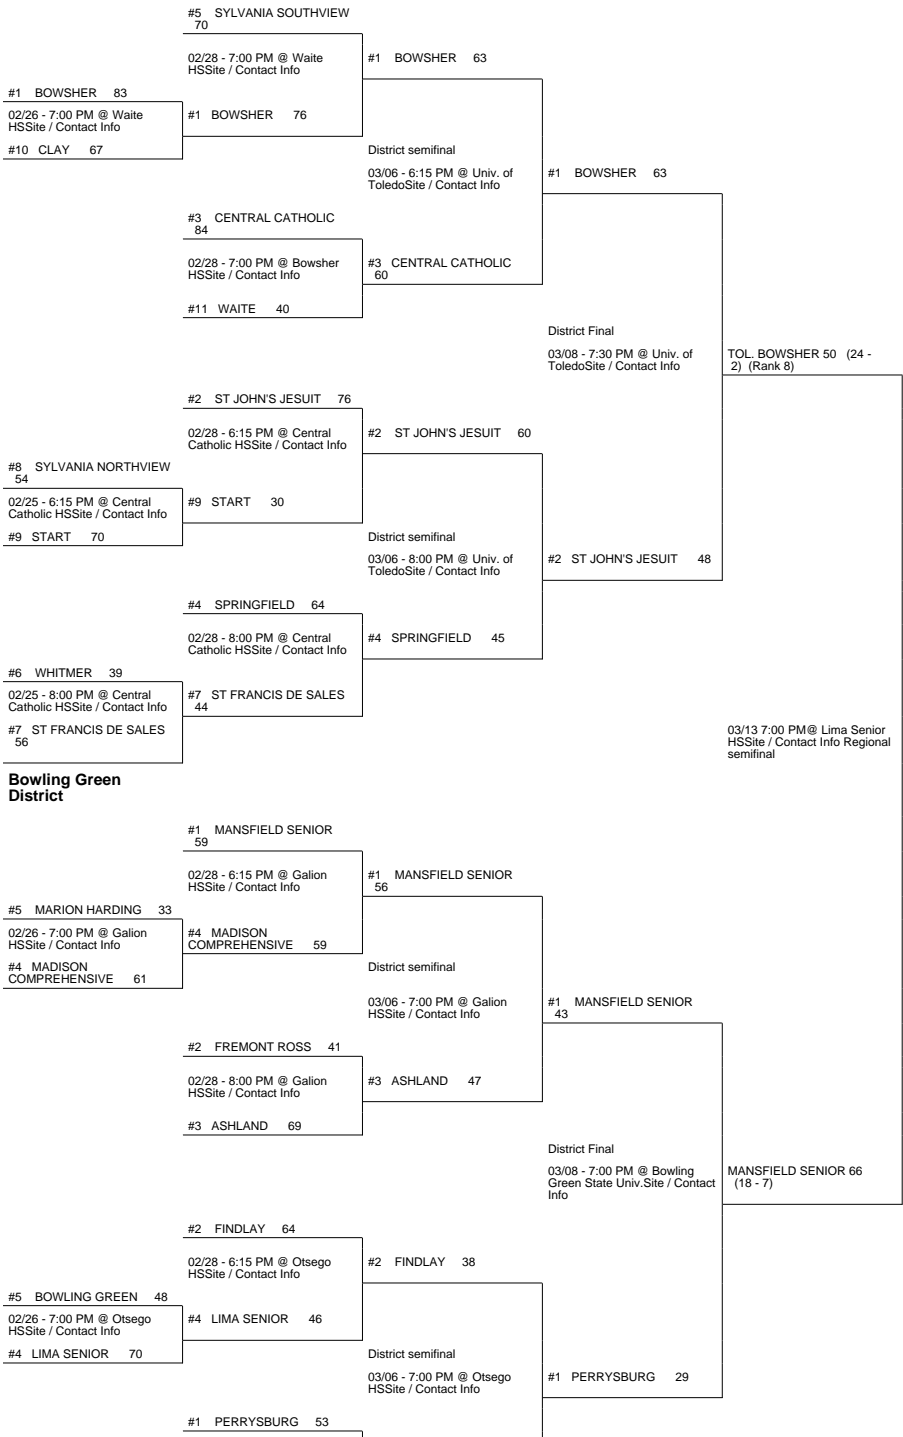 #5 SYLVANIA SOUTHVIEW
70
02/28 - 7:00 PM @ Waite
HSSite / Contact Info
#1 BOWSHER 63
#1 BOWSHER 83
02/26 - 7:00 PM @ Waite
HSSite / Contact Info
#1 BOWSHER 76
#10 CLAY 67
District semifinal
03/06 - 6:15 PM @ Univ. of
ToledoSite / Contact Info
#1 BOWSHER 63
#3 CENTRAL CATHOLIC
84
02/28 - 7:00 PM @ Bowsher
HSSite / Contact Info
#3 CENTRAL CATHOLIC
60
#11 WAITE 40
District Final
03/08 - 7:30 PM @ Univ. of
ToledoSite / Contact Info
TOL. BOWSHER 50 (24 -
2) (Rank 8)
#2 ST JOHN'S JESUIT 76
02/28 - 6:15 PM @ Central
Catholic HSSite / Contact Info
#2 ST JOHN'S JESUIT 60
#8 SYLVANIA NORTHVIEW
54
02/25 - 6:15 PM @ Central
Catholic HSSite / Contact Info
#9 START 30
#9 START 70
District semifinal
03/06 - 8:00 PM @ Univ. of
ToledoSite / Contact Info
#2 ST JOHN'S JESUIT 48
#4 SPRINGFIELD 64
02/28 - 8:00 PM @ Central
Catholic HSSite / Contact Info
#4 SPRINGFIELD 45
#6 WHITMER 39
02/25 - 8:00 PM @ Central
Catholic HSSite / Contact Info
#7 ST FRANCIS DE SALES
44
#7 ST FRANCIS DE SALES
56
03/13 7:00 PM@ Lima Senior
HSSite / Contact Info Regional
semifinal
Bowling Green
District
#1 MANSFIELD SENIOR
59
02/28 - 6:15 PM @ Galion
HSSite / Contact Info
#1 MANSFIELD SENIOR
56
#5 MARION HARDING 33
02/26 - 7:00 PM @ Galion
HSSite / Contact Info
#4 MADISON
COMPREHENSIVE 59
#4 MADISON
COMPREHENSIVE 61
District semifinal
03/06 - 7:00 PM @ Galion
HSSite / Contact Info
#1 MANSFIELD SENIOR
43
#2 FREMONT ROSS 41
02/28 - 8:00 PM @ Galion
HSSite / Contact Info
#3 ASHLAND 47
#3 ASHLAND 69
District Final
03/08 - 7:00 PM @ Bowling
Green State Univ.Site / Contact
Info
MANSFIELD SENIOR 66
(18 - 7)
#2 FINDLAY 64
02/28 - 6:15 PM @ Otsego
HSSite / Contact Info
#2 FINDLAY 38
#5 BOWLING GREEN 48
02/26 - 7:00 PM @ Otsego
HSSite / Contact Info
#4 LIMA SENIOR 46
#4 LIMA SENIOR 70
District semifinal
03/06 - 7:00 PM @ Otsego
HSSite / Contact Info
#1 PERRYSBURG 29
#1 PERRYSBURG 53